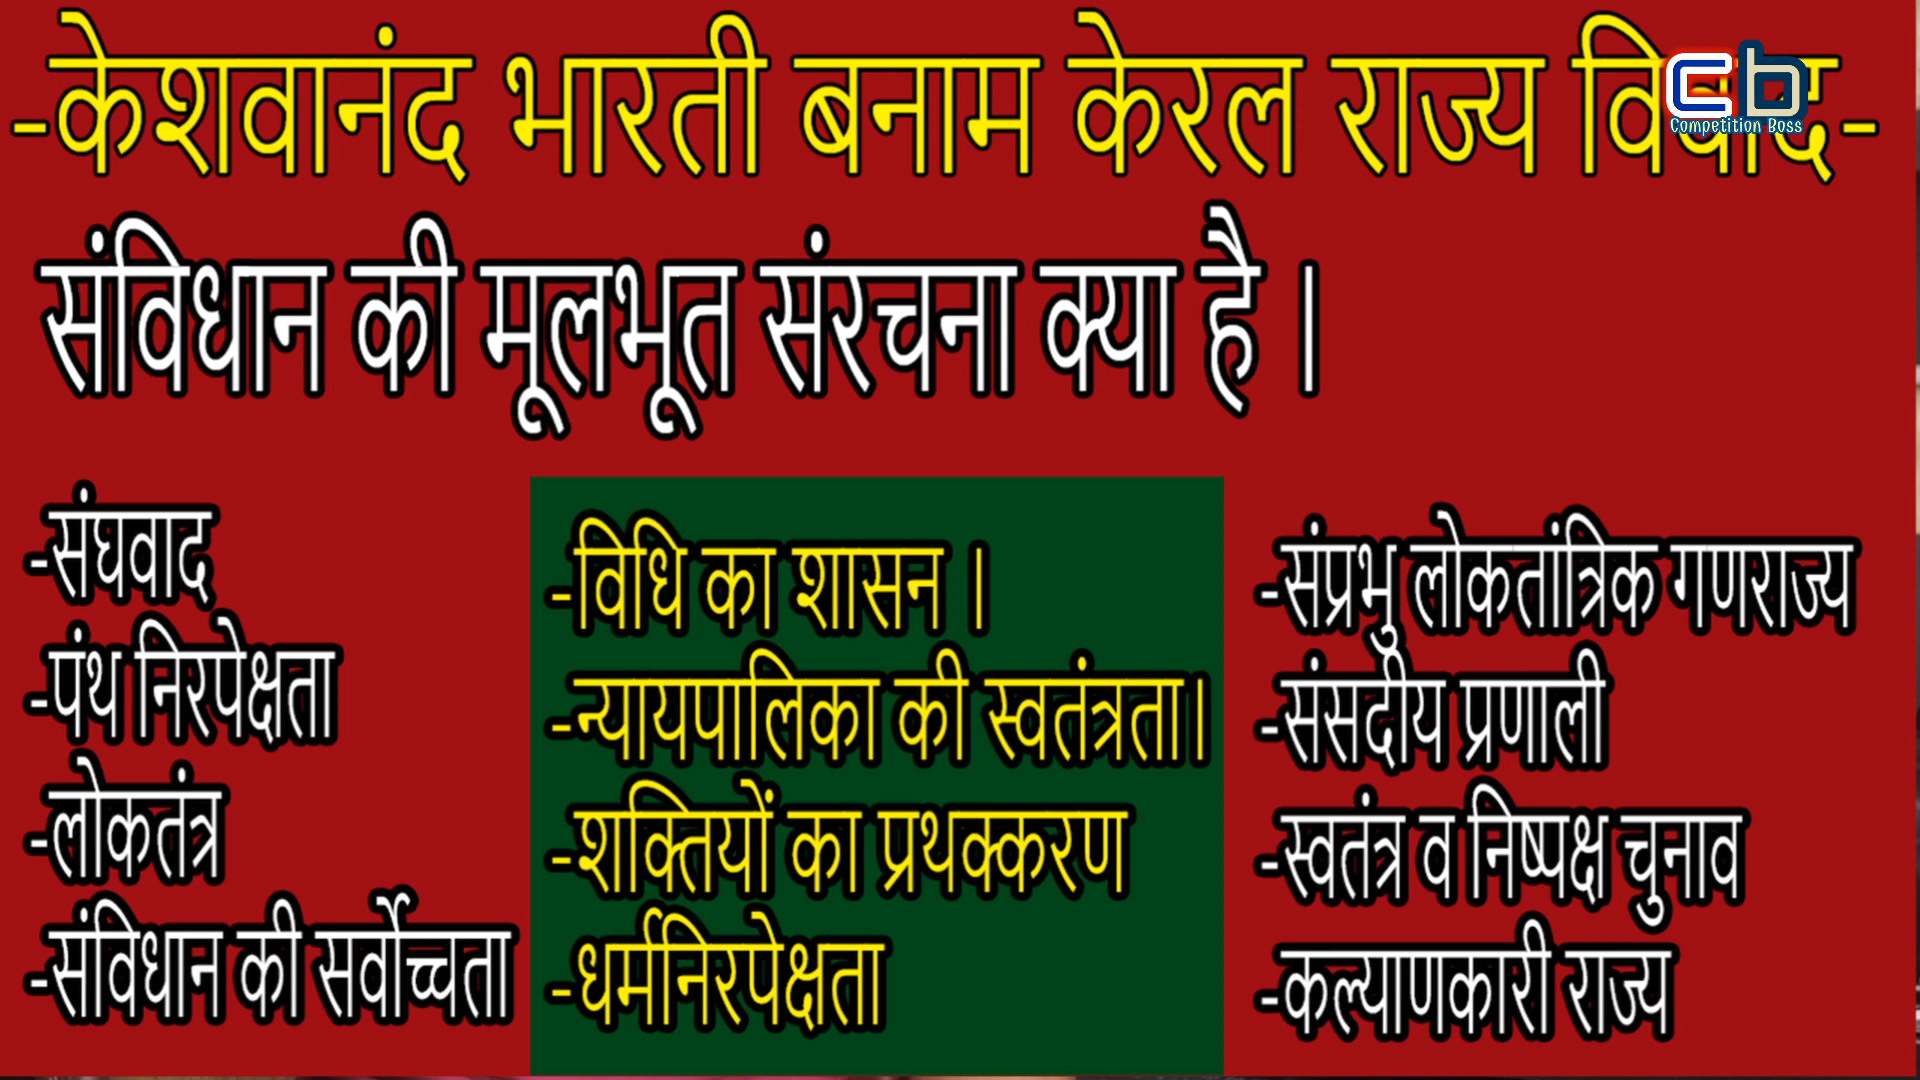 -केशवानंद भारती बनाम केरल राज्य विवाद-
Competition Boss
संविधान की मूलभूत संरचना क्या है ।
-संघवाद
-पंथ निरपेक्षता
-लोकतंत्र
-संविधान की सर्वोच्चता
-विधि का शासन ।
-न्यायपालिका की स्वतंत्रता।
-शक्तियों का प्रथक्करण
-धर्मनिरपेक्षता
-संप्रभु लोकतांत्रिक गणराज्य
-संसदीय प्रणाली
-स्वतंत्र व निष्पक्ष चुनाव
-कल्याणकारी राज्य